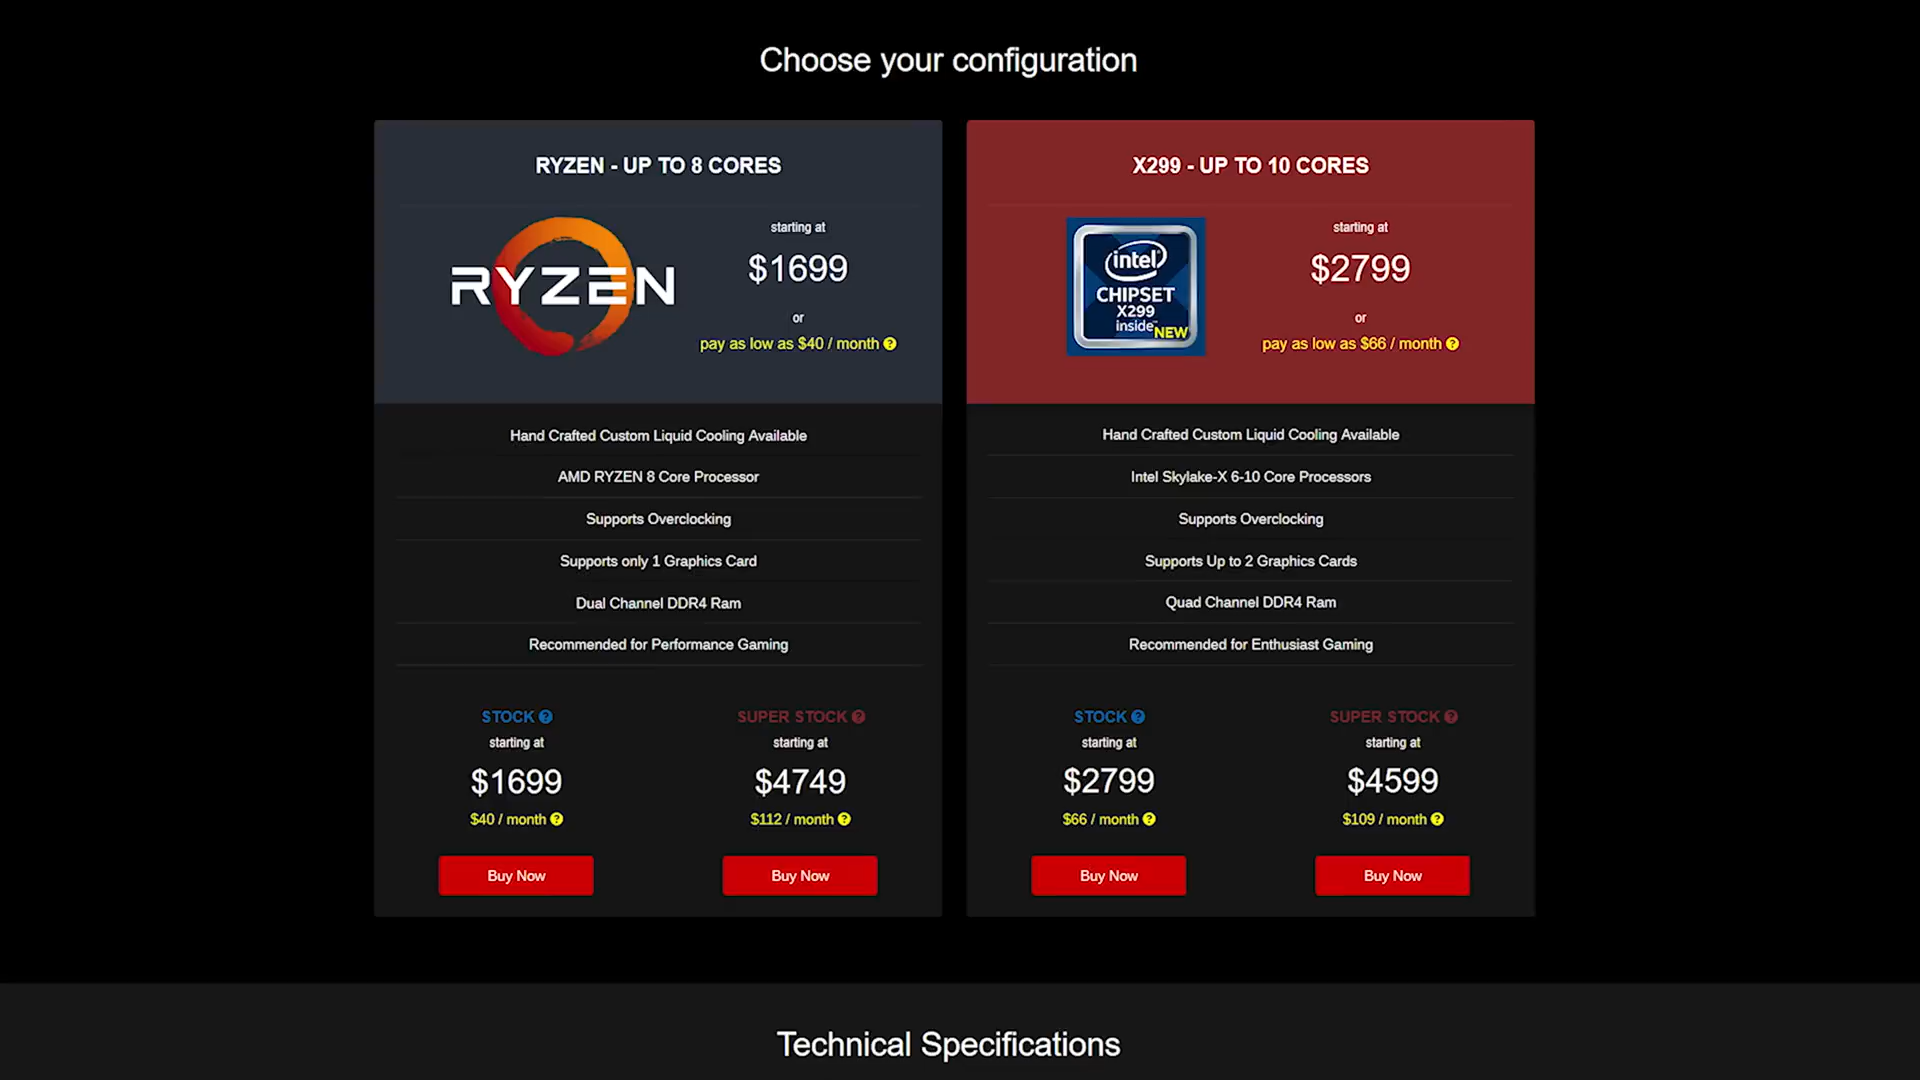 Choose your configuration
RYZEN - UP TO 8 CORES
RYZEN
starting at
$1699
or
pay as low as $40 / month ?
Hand Crafted Custom Liquid Cooling Available
AMD RYZEN 8 Core Processor
Supports Overclocking
Supports only 1 Graphics Card
Dual Channel DDR4 Ram
Recommended for Performance Gaming
STOCK ?
starting at
$1699
$40 / month ?
Buy Now
SUPER STOCK ?
starting at
$4749
$112 / month ?
Buy Now
X299 - UP TO 10 CORES
intel
CHIPSET
X299
inside™ NEW
starting at
$2799
or
pay as low as $66 / month ?
Hand Crafted Custom Liquid Cooling Available
Intel Skylake-X 6-10 Core Processors
Supports Overclocking
Supports Up to 2 Graphics Cards
Quad Channel DDR4 Ram
Recommended for Enthusiast Gaming
STOCK ?
starting at
$2799
$66 / month ?
Buy Now
SUPER STOCK ?
starting at
$4599
$109 / month ?
Buy Now
Technical Specifications